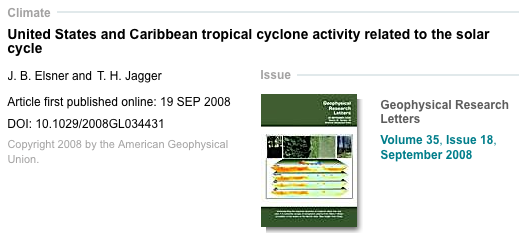 Climate
United States and Caribbean tropical cyclone activity related to the solar
cycle
J. B. Elsner and T. H. Jagger
Article first published online: 19 SEP 2008
DOI: 10.1029/2008GL034431
Copyright 2008 by the American Geophysical
Union.
Issue
Geophysical
Research
Letters
Geophysical Research
Letters
Volume 35, Issue 18,
September 2008